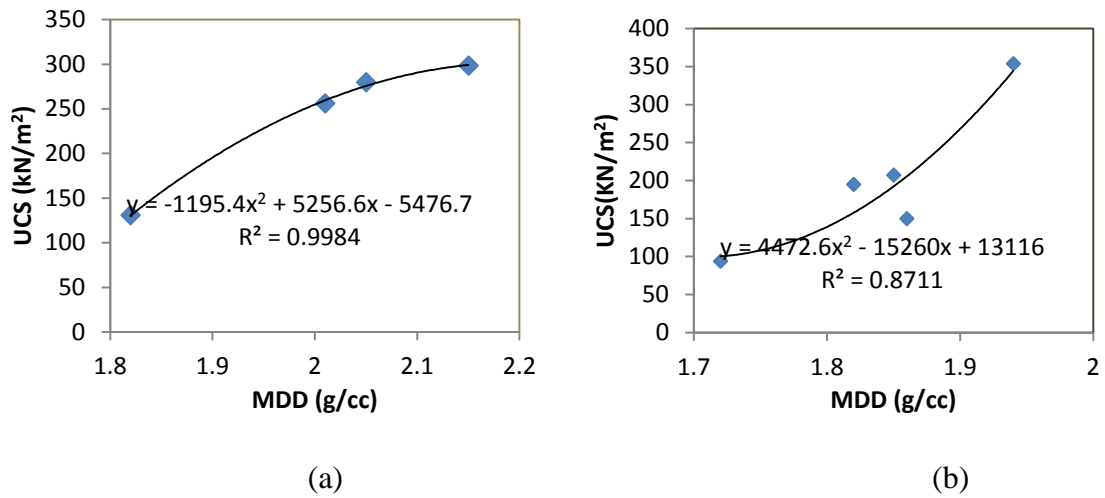 350
300
250
200
150
100
50
0
UCS (kN/m²)
y = -1195.4x² + 5256.6x - 5476.7
R² = 0.9984
1.8 1.9 2 2.1 2.2
MDD (g/cc)
(a)
400
350
300
250
200
150
100
50
0
UCS(KN/m²)
y = 4472.6x² - 15260x + 13116
R² = 0.8711
1.7 1.8 1.9 2
MDD (g/cc)
(b)